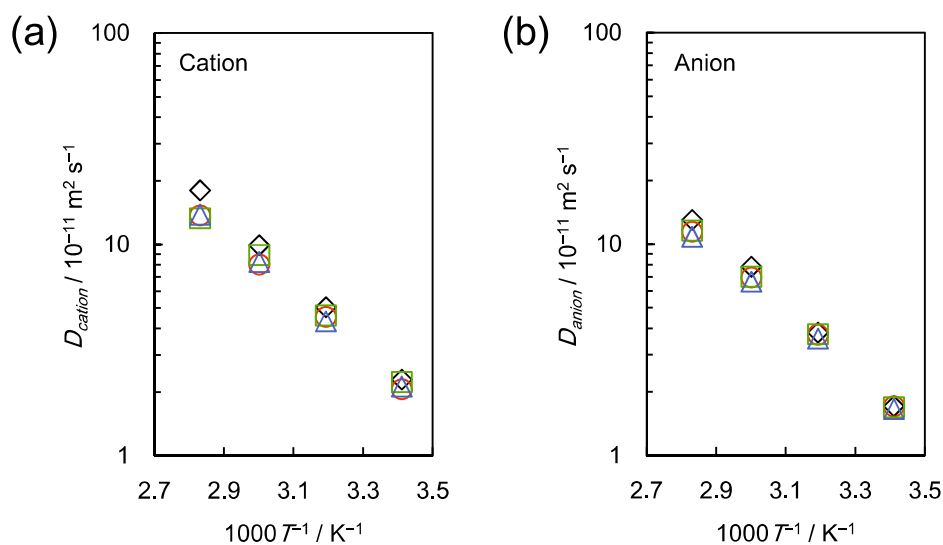 (a)
Cation
100
10
1
D_cation / 10⁻¹¹ m² s⁻¹
2.7 2.9 3.1 3.3 3.5
1000 T⁻¹ / K⁻¹
(b)
Anion
100
10
1
D_anion / 10⁻¹¹ m² s⁻¹
2.7 2.9 3.1 3.3 3.5
1000 T⁻¹ / K⁻¹